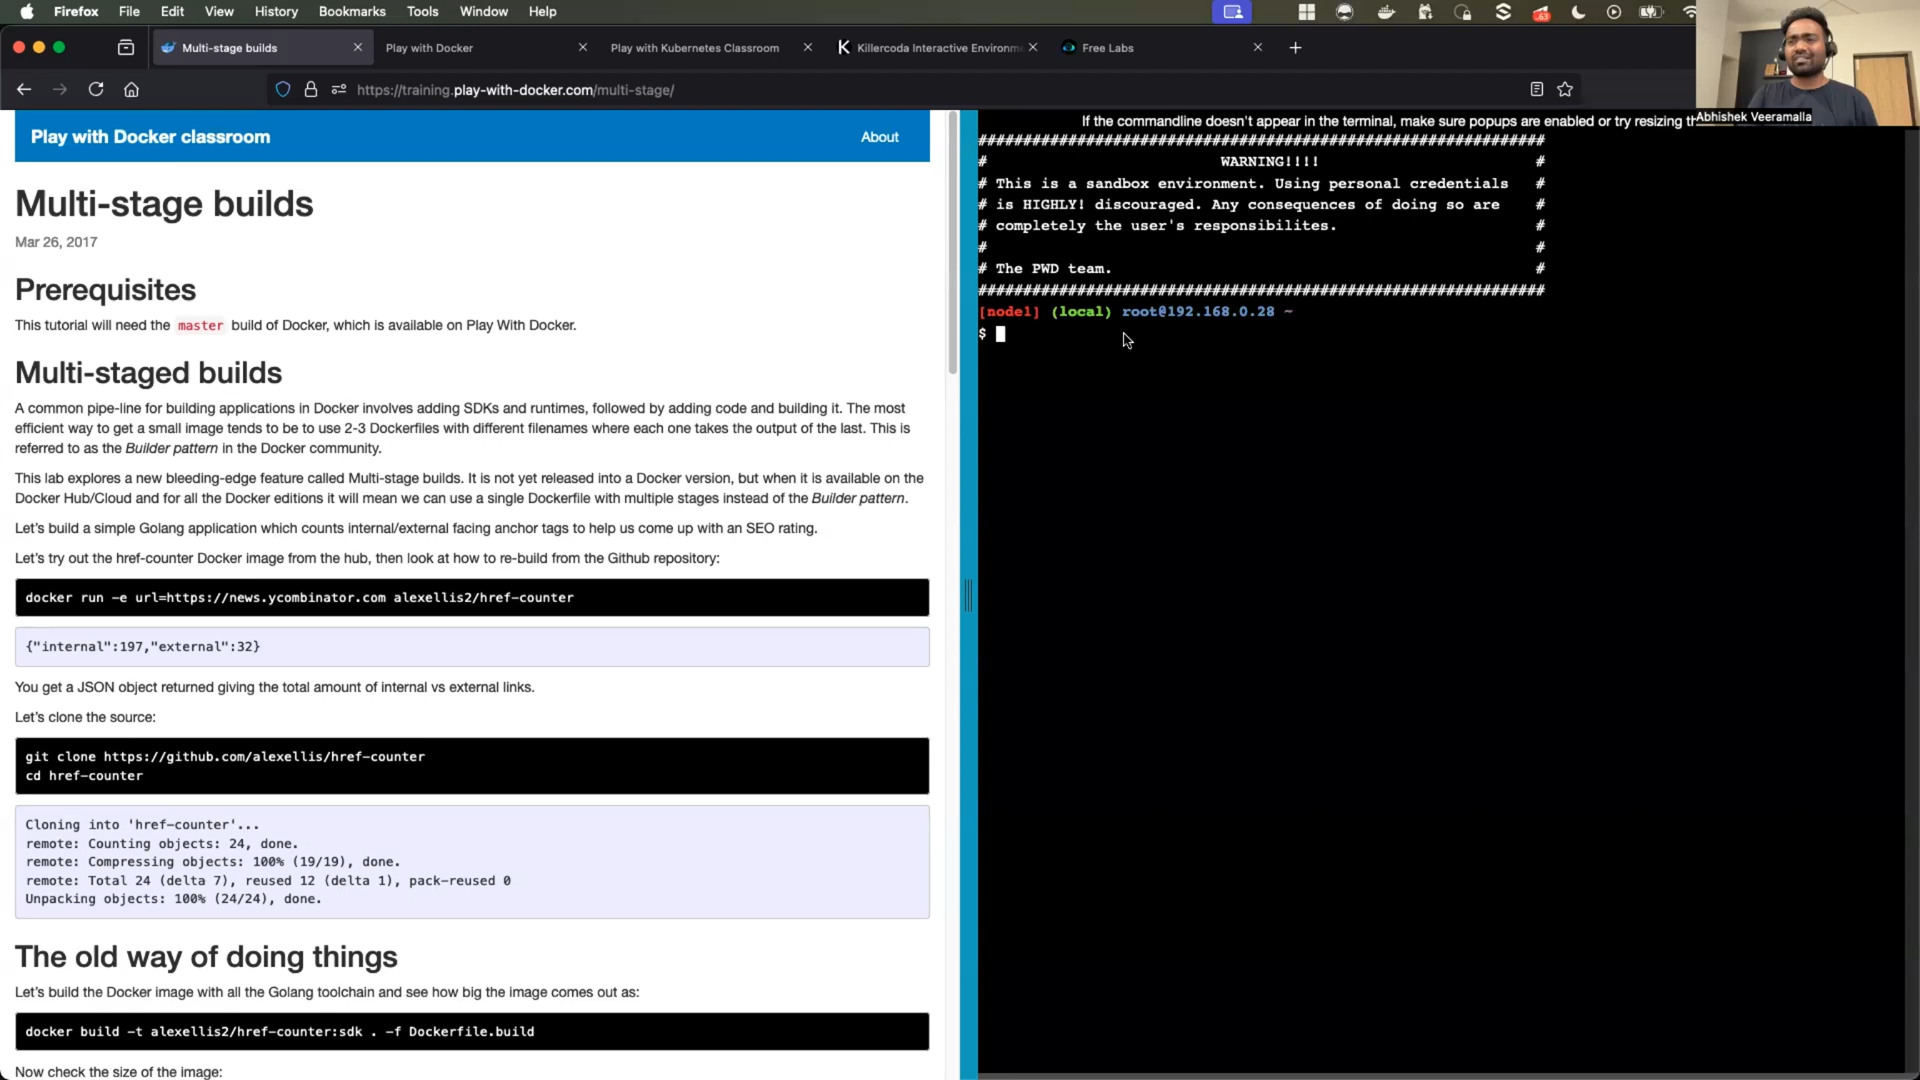 Firefox File Edit View History Bookmarks Tools Window Help
Multi-stage builds
Play with Docker
Play with Kubernetes Classroom
K Killercoda Interactive Environm
Free Labs
https://training.play-with-docker.com/multi-stage/
Abhishek Veeramalla
Play with Docker classroom
About
Multi-stage builds
Mar 26, 2017
Prerequisites
This tutorial will need the master build of Docker, which is available on Play With Docker.
Multi-staged builds
A common pipe-line for building applications in Docker involves adding SDKs and runtimes, followed by adding code and building it. The most
efficient way to get a small image tends to be to use 2-3 Dockerfiles with different filenames where each one takes the output of the last. This is
referred to as the Builder pattern in the Docker community.
This lab explores a new bleeding-edge feature called Multi-stage builds. It is not yet released into a Docker version, but when it is available on the
Docker Hub/Cloud and for all the Docker editions it will mean we can use a single Dockerfile with multiple stages instead of the Builder pattern.
Let's build a simple Golang application which counts internal/external facing anchor tags to help us come up with an SEO rating.
Let's try out the href-counter Docker image from the hub, then look at how to re-build from the Github repository:
docker run -e url=https://news.ycombinator.com alexellis2/href-counter
{"internal":197,"external":32}
You get a JSON object returned giving the total amount of internal vs external links.
Let's clone the source:
git clone https://github.com/alexellis/href-counter
cd href-counter
Cloning into 'href-counter'...
remote: Counting objects: 24, done.
remote: Compressing objects: 100% (19/19), done.
remote: Total 24 (delta 7), reused 12 (delta 1), pack-reused 0
Unpacking objects: 100% (24/24), done.
The old way of doing things
Let's build the Docker image with all the Golang toolchain and see how big the image comes out as:
docker build -t alexellis2/href-counter:sdk . -f Dockerfile.build
Now check the size of the image:
If the commandline doesn't appear in the terminal, make sure popups are enabled or try resizing th
###############################################################
# WARNING!!!! #
# This is a sandbox environment. Using personal credentials #
# is HIGHLY! discouraged. Any consequences of doing so are #
# completely the user's responsibilites. #
# #
# The PWD team. #
###############################################################
[node1] (local) root@192.168.0.28 ~
$